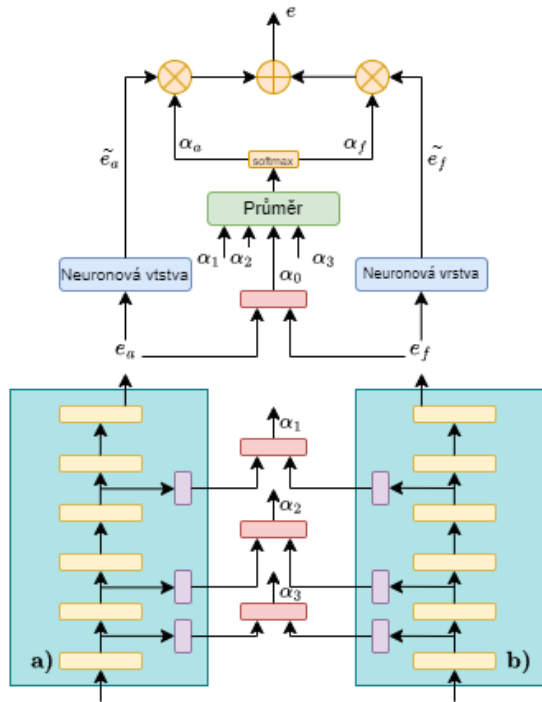 e
α_a
α_f
ẽ_a
softmax
ẽ_f
Průměr
α_1
α_2
α_3
Neuronová vtstva
α_0
Neuronová vrstva
e_a
e_f
α_1
α_2
α_3
a)
b)